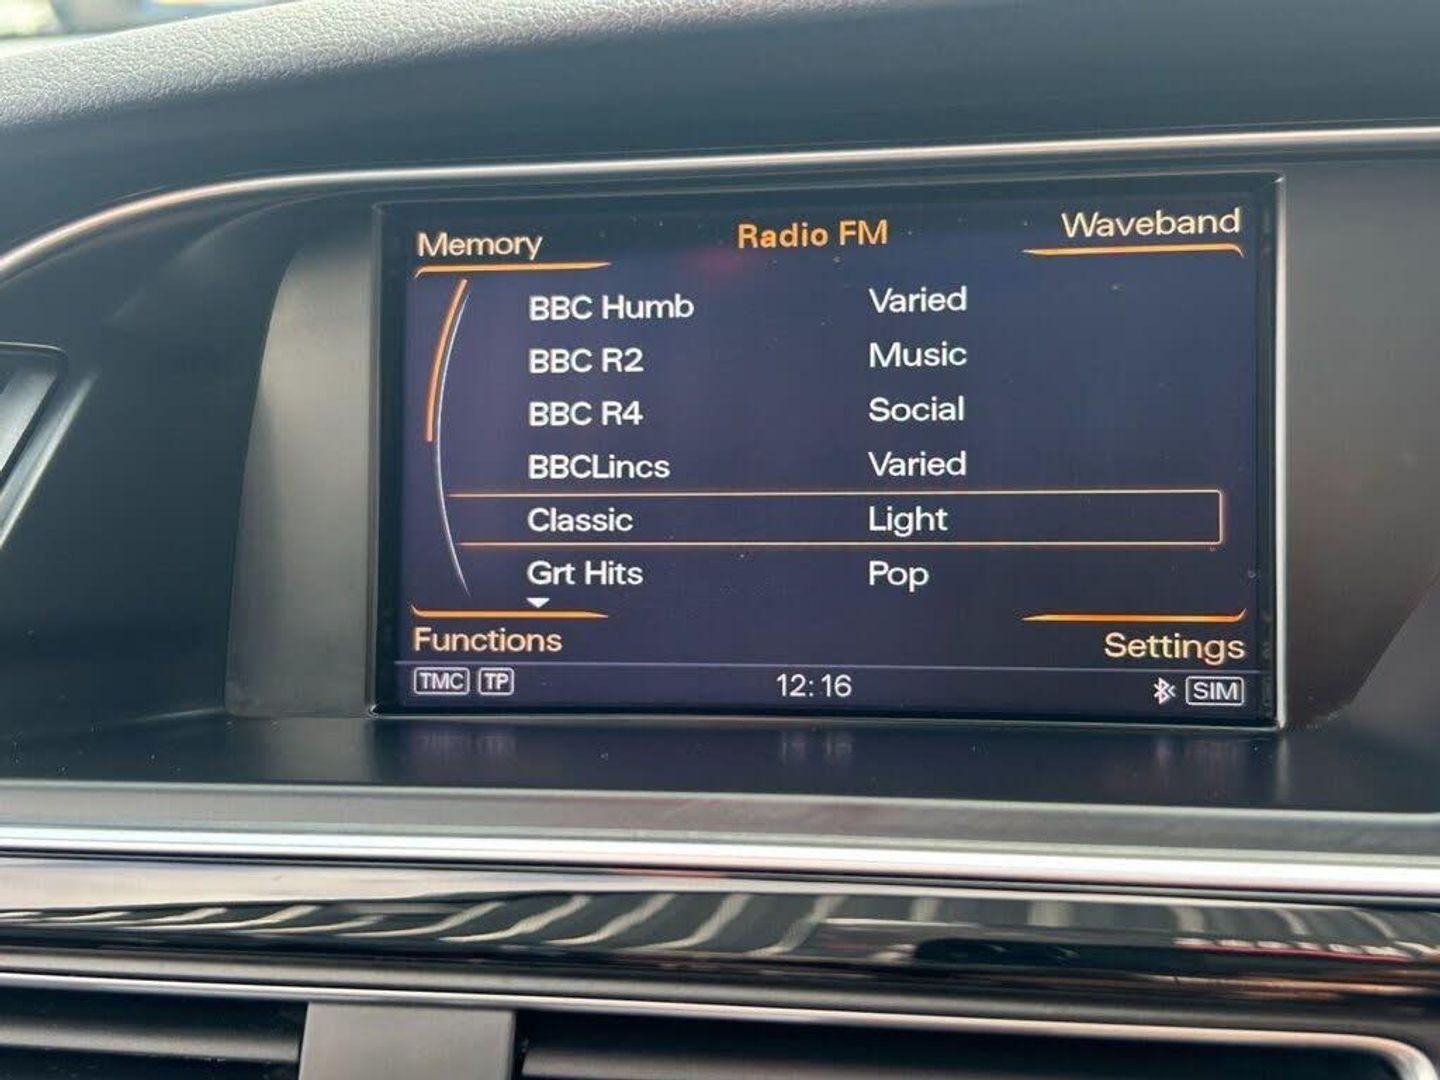 Memory Radio FM Waveband
BBC Humb Varied
BBC R2 Music
BBC R4 Social
BBCLincs Varied
Classic Light
Grt Hits Pop
Functions Settings
TMC TP 12:16 SIM